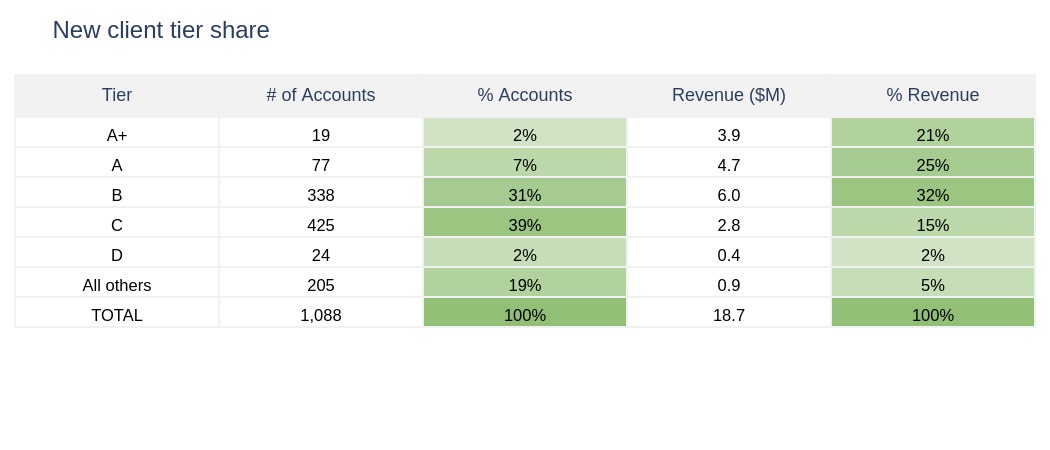 New client tier share
Tier # of Accounts % Accounts Revenue ($M) % Revenue
A+ 19 2% 3.9 21%
A 77 7% 4.7 25%
B 338 31% 6.0 32%
C 425 39% 2.8 15%
D 24 2% 0.4 2%
All others 205 19% 0.9 5%
TOTAL 1,088 100% 18.7 100%